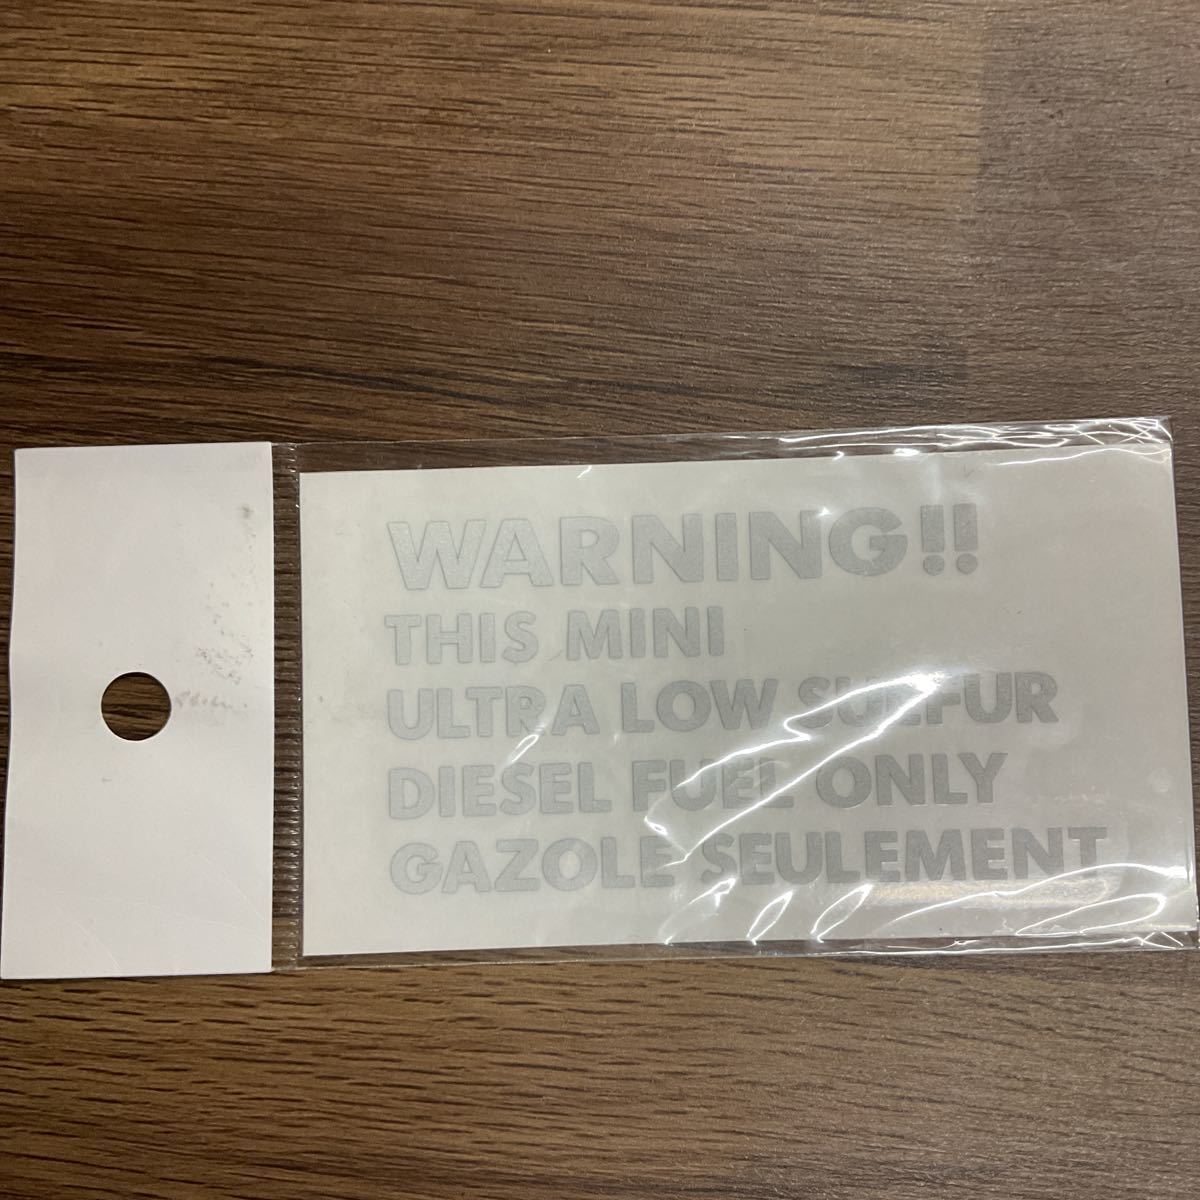 WARNING!!
THIS MINI
ULTRA LOW SULFUR
DIESEL FUEL ONLY
GAZOLE SEULEMENT